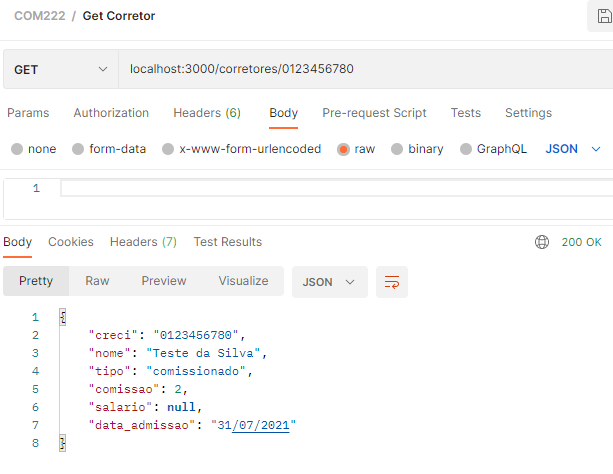 COM222 / Get Corretor
GET localhost:3000/corretores/0123456780
Params Authorization Headers (6) Body Pre-request Script Tests Settings
none form-data x-www-form-urlencoded raw binary GraphQL JSON
1
Body Cookies Headers (7) Test Results 200 OK
Pretty Raw Preview Visualize JSON
1 {
2 "creci": "0123456780",
3 "nome": "Teste da Silva",
4 "tipo": "comissionado",
5 "comissao": 2,
6 "salario": null,
7 "data_admissao": "31/07/2021"
8 }